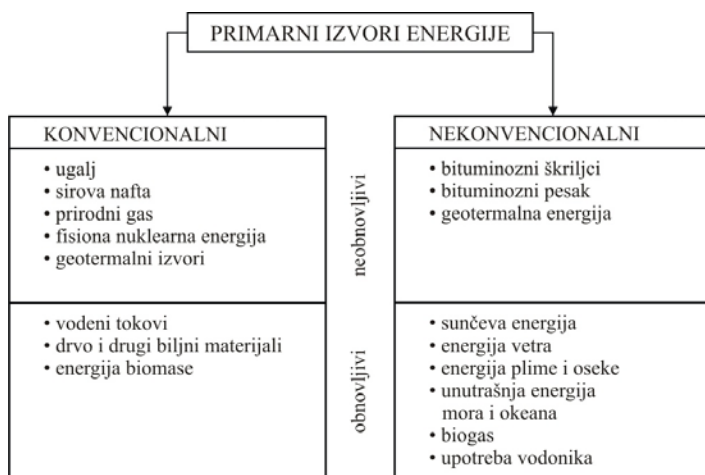 PRIMARNI IZVORI ENERGIJE
KONVENCIONALNI
• ugalj
• sirova nafta
• prirodni gas
• fisiona nuklearna energija
• geotermalni izvori
• vodeni tokovi
• drvo i drugi biljni materijali
• energija biomase
neobnovljivi
obnovljivi
NEKONVENCIONALNI
• bituminozni škriljci
• bituminozni pesak
• geotermalna energija
• sunčeva energija
• energija vetra
• energija plime i oseke
• unutrašnja energija
mora i okeana
• biogas
• upotreba vodonika